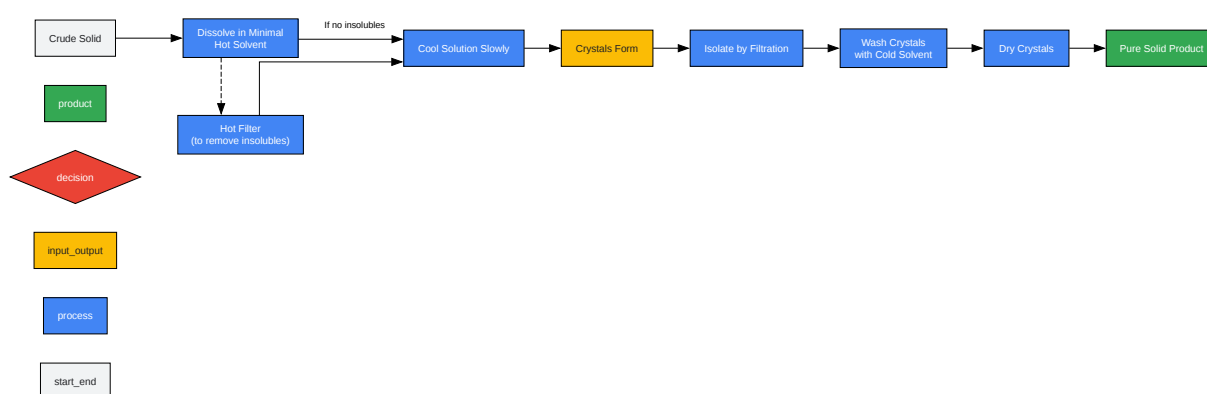 Crude Solid
Dissolve in Minimal
Hot Solvent
If no insolubles
Cool Solution Slowly
Crystals Form
Isolate by Filtration
Wash Crystals
with Cold Solvent
Dry Crystals
Pure Solid Product
Hot Filter
(to remove insolubles)
product
decision
input_output
process
start_end